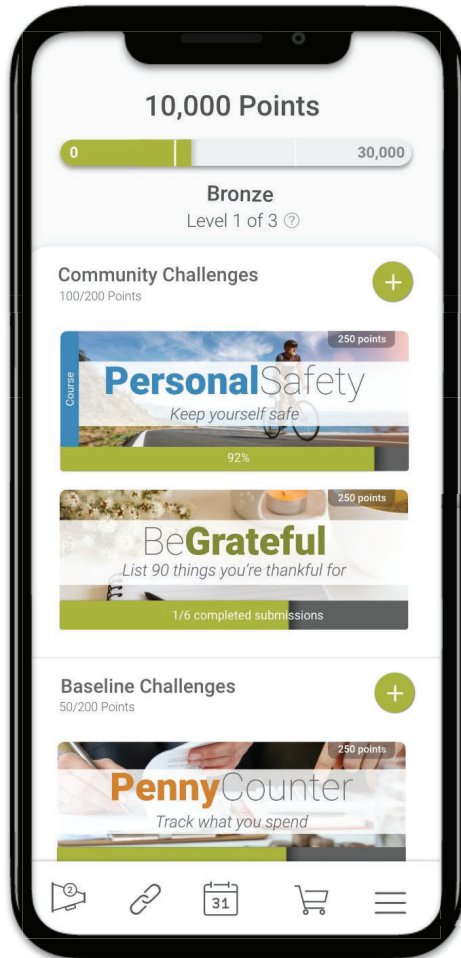 10,000 Points
0
30,000
Bronze
Level 1 of 3 ?
Community Challenges
+
100/200 Points
250 points
Course
PersonalSafety
Keep yourself safe
92%
250 points
BeGrateful
List 90 things you're thankful for
1/6 completed submissions
Baseline Challenges
+
50/200 Points
250 points
PennyCounter
Track what you spend
2
31